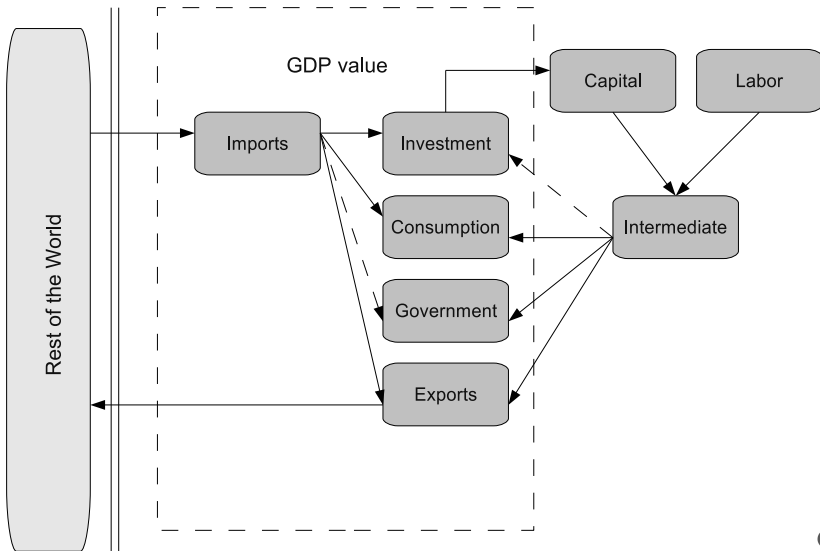 GDP value
Capital
Labor
Imports
Investment
Consumption
Intermediate
Government
Exports
Rest of the World